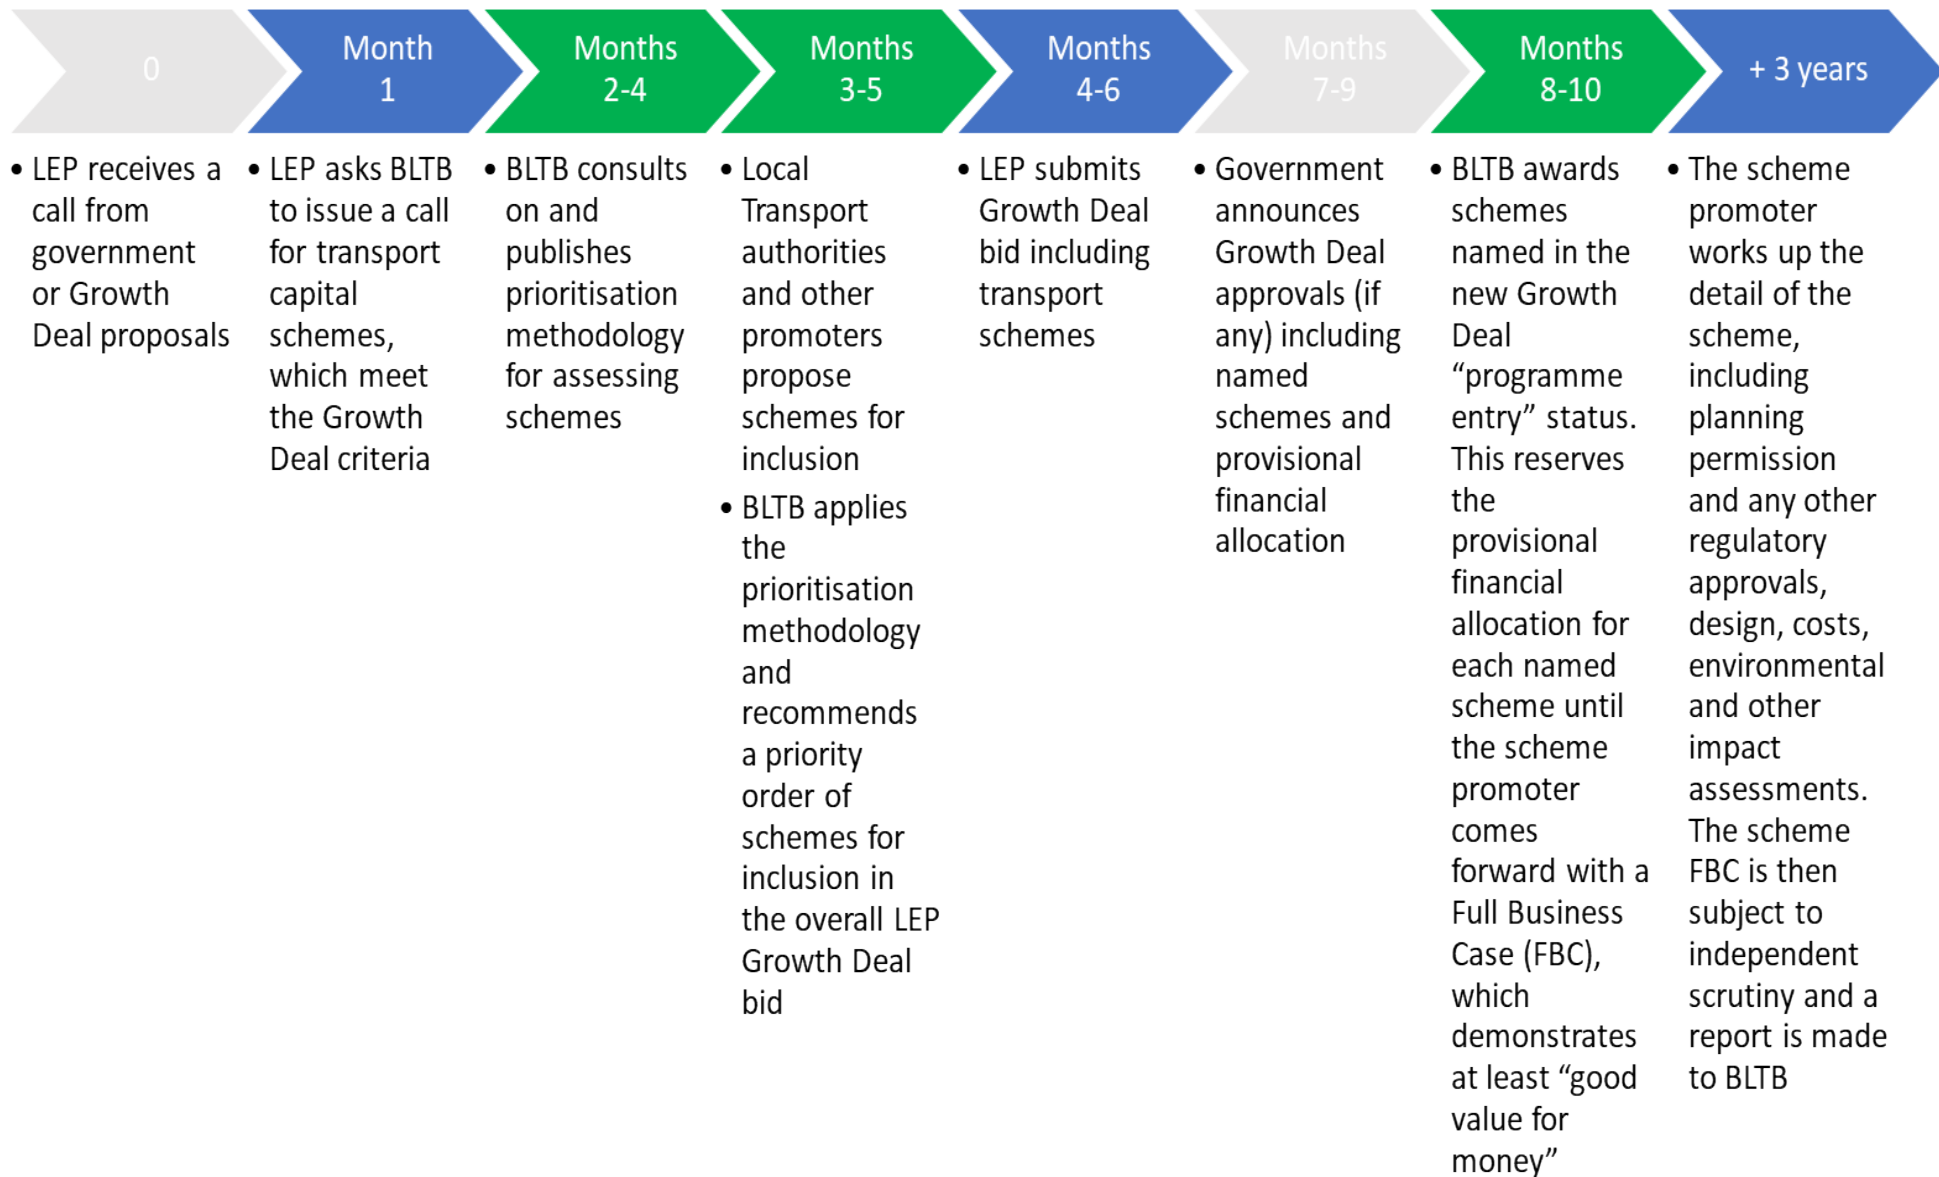 0
Month
1
Months
2-4
Months
3-5
Months
4-6
Months
7-9
Months
8-10
+ 3 years
• LEP receives a
call from
government
or Growth
Deal proposals
• LEP asks BLTB
to issue a call
for transport
capital
schemes,
which meet
the Growth
Deal criteria
• BLTB consults
on and
publishes
prioritisation
methodology
for assessing
schemes
• Local
Transport
authorities
and other
promoters
propose
schemes for
inclusion
• BLTB applies
the
prioritisation
methodology
and
recommends
a priority
order of
schemes for
inclusion in
the overall LEP
Growth Deal
bid
• LEP submits
Growth Deal
bid including
transport
schemes
• Government
announces
Growth Deal
approvals (if
any) including
named
schemes and
provisional
financial
allocation
• BLTB awards
schemes
named in the
new Growth
Deal
“programme
entry” status.
This reserves
the
provisional
financial
allocation for
each named
scheme until
the scheme
promoter
comes
forward with a
Full Business
Case (FBC),
which
demonstrates
at least “good
value for
money”
• The scheme
promoter
works up the
detail of the
scheme,
including
planning
permission
and any other
regulatory
approvals,
design, costs,
environmental
and other
impact
assessments.
The scheme
FBC is then
subject to
independent
scrutiny and a
report is made
to BLTB